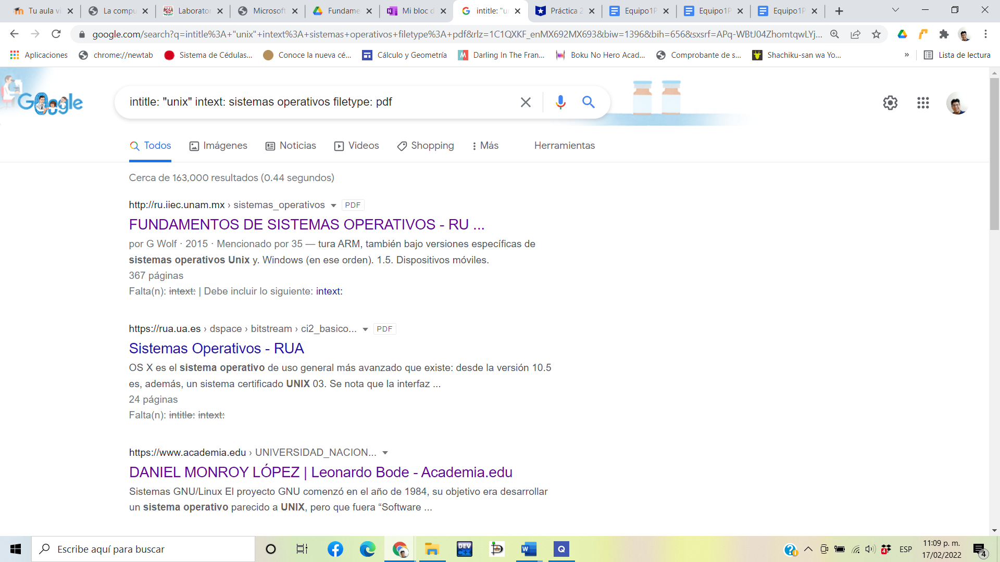 Tu aula vi
La compu
Laborator
Microsoft
Fundame
Mi bloc d
intitle: "un
Práctica 2
Equipo1P
Equipo1P
Equipo1P
google.com/search?q=intitle%3A+"unix"+intext%3A+sistemas+operativos+filetype%3A+pdf&rlz=1C1QXKF_enMX692MX693&biw=1396&bih=656&sxsrf=APq-WBtJ04ZhomtqwLYj...
Aplicaciones
chrome://newtab
Sistema de Cédulas...
Conoce la nueva cé...
Cálculo y Geometría
Darling In The Fran...
Boku No Hero Acad...
Comprobante de s...
Shachiku-san wa Yo...
»
Lista de lectura
Google
intitle: "unix" intext: sistemas operativos filetype: pdf
Todos
Imágenes
Noticias
Videos
Shopping
Más
Herramientas
Cerca de 163,000 resultados (0.44 segundos)
http://ru.iiec.unam.mx › sistemas_operativos PDF
FUNDAMENTOS DE SISTEMAS OPERATIVOS - RU ...
por G Wolf · 2015 · Mencionado por 35 — tura ARM, también bajo versiones específicas de
sistemas operativos Unix y. Windows (en ese orden). 1.5. Dispositivos móviles.
367 páginas
Falta(n): intext: | Debe incluir lo siguiente: intext:
https://rua.ua.es › dspace › bitstream › ci2_basico... PDF
Sistemas Operativos - RUA
OS X es el sistema operativo de uso general más avanzado que existe: desde la versión 10.5
es, además, un sistema certificado UNIX 03. Se nota que la interfaz ...
24 páginas
Falta(n): intitle: intext:
https://www.academia.edu › UNIVERSIDAD_NACION...
DANIEL MONROY LÓPEZ | Leonardo Bode - Academia.edu
Sistemas GNU/Linux El proyecto GNU comenzó en el año de 1984, su objetivo era desarrollar
un sistema operativo parecido a UNIX, pero que fuera “Software ...
Escribe aquí para buscar
DEV
ESP
11:09 p. m.
17/02/2022
4